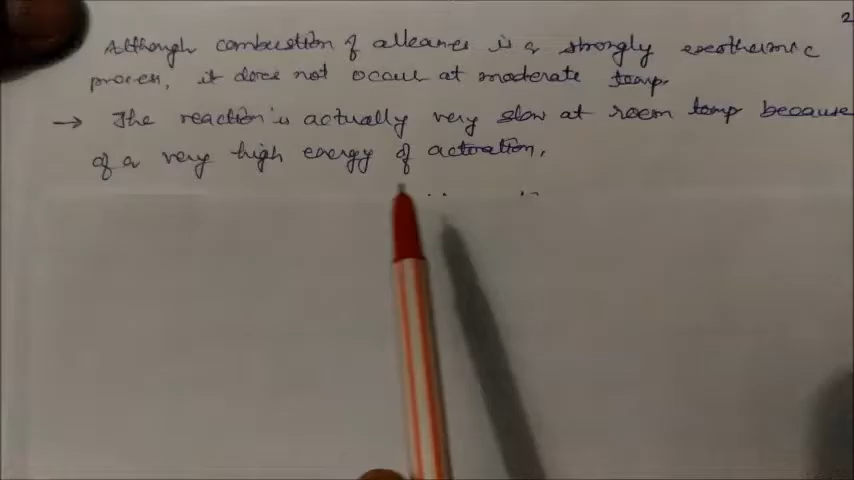 2
Although combustion of alkanes is a strongly exothermic
process, it does not occur at moderate temp.
→ The reaction is actually very slow at room temp because
of a very high energy of activation.